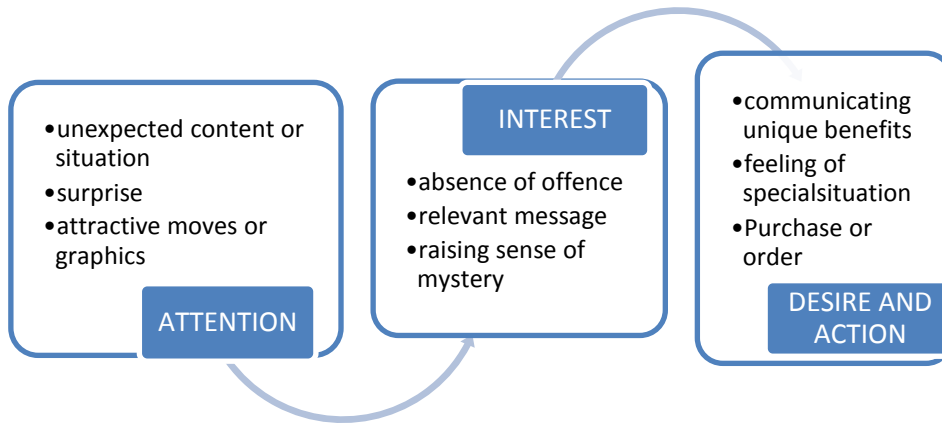 •unexpected content or
situation
•surprise
•attractive moves or
graphics
ATTENTION
INTEREST
•absence of offence
•relevant message
•raising sense of
mystery
•communicating
unique benefits
•feeling of
specialsituation
•Purchase or
order
DESIRE AND
ACTION